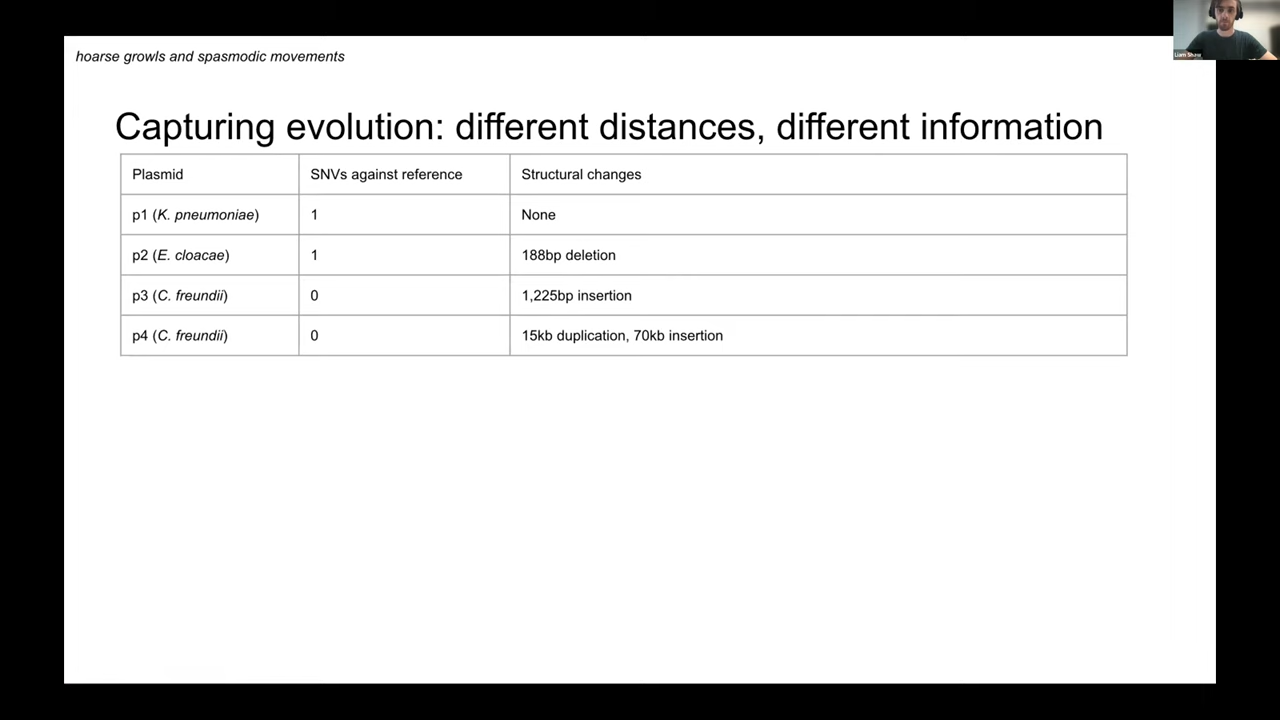 Liam Shaw
hoarse growls and spasmodic movements
Capturing evolution: different distances, different information
Plasmid SNVs against reference Structural changes
p1 (K. pneumoniae) 1 None
p2 (E. cloacae) 1 188bp deletion
p3 (C. freundii) 0 1,225bp insertion
p4 (C. freundii) 0 15kb duplication, 70kb insertion